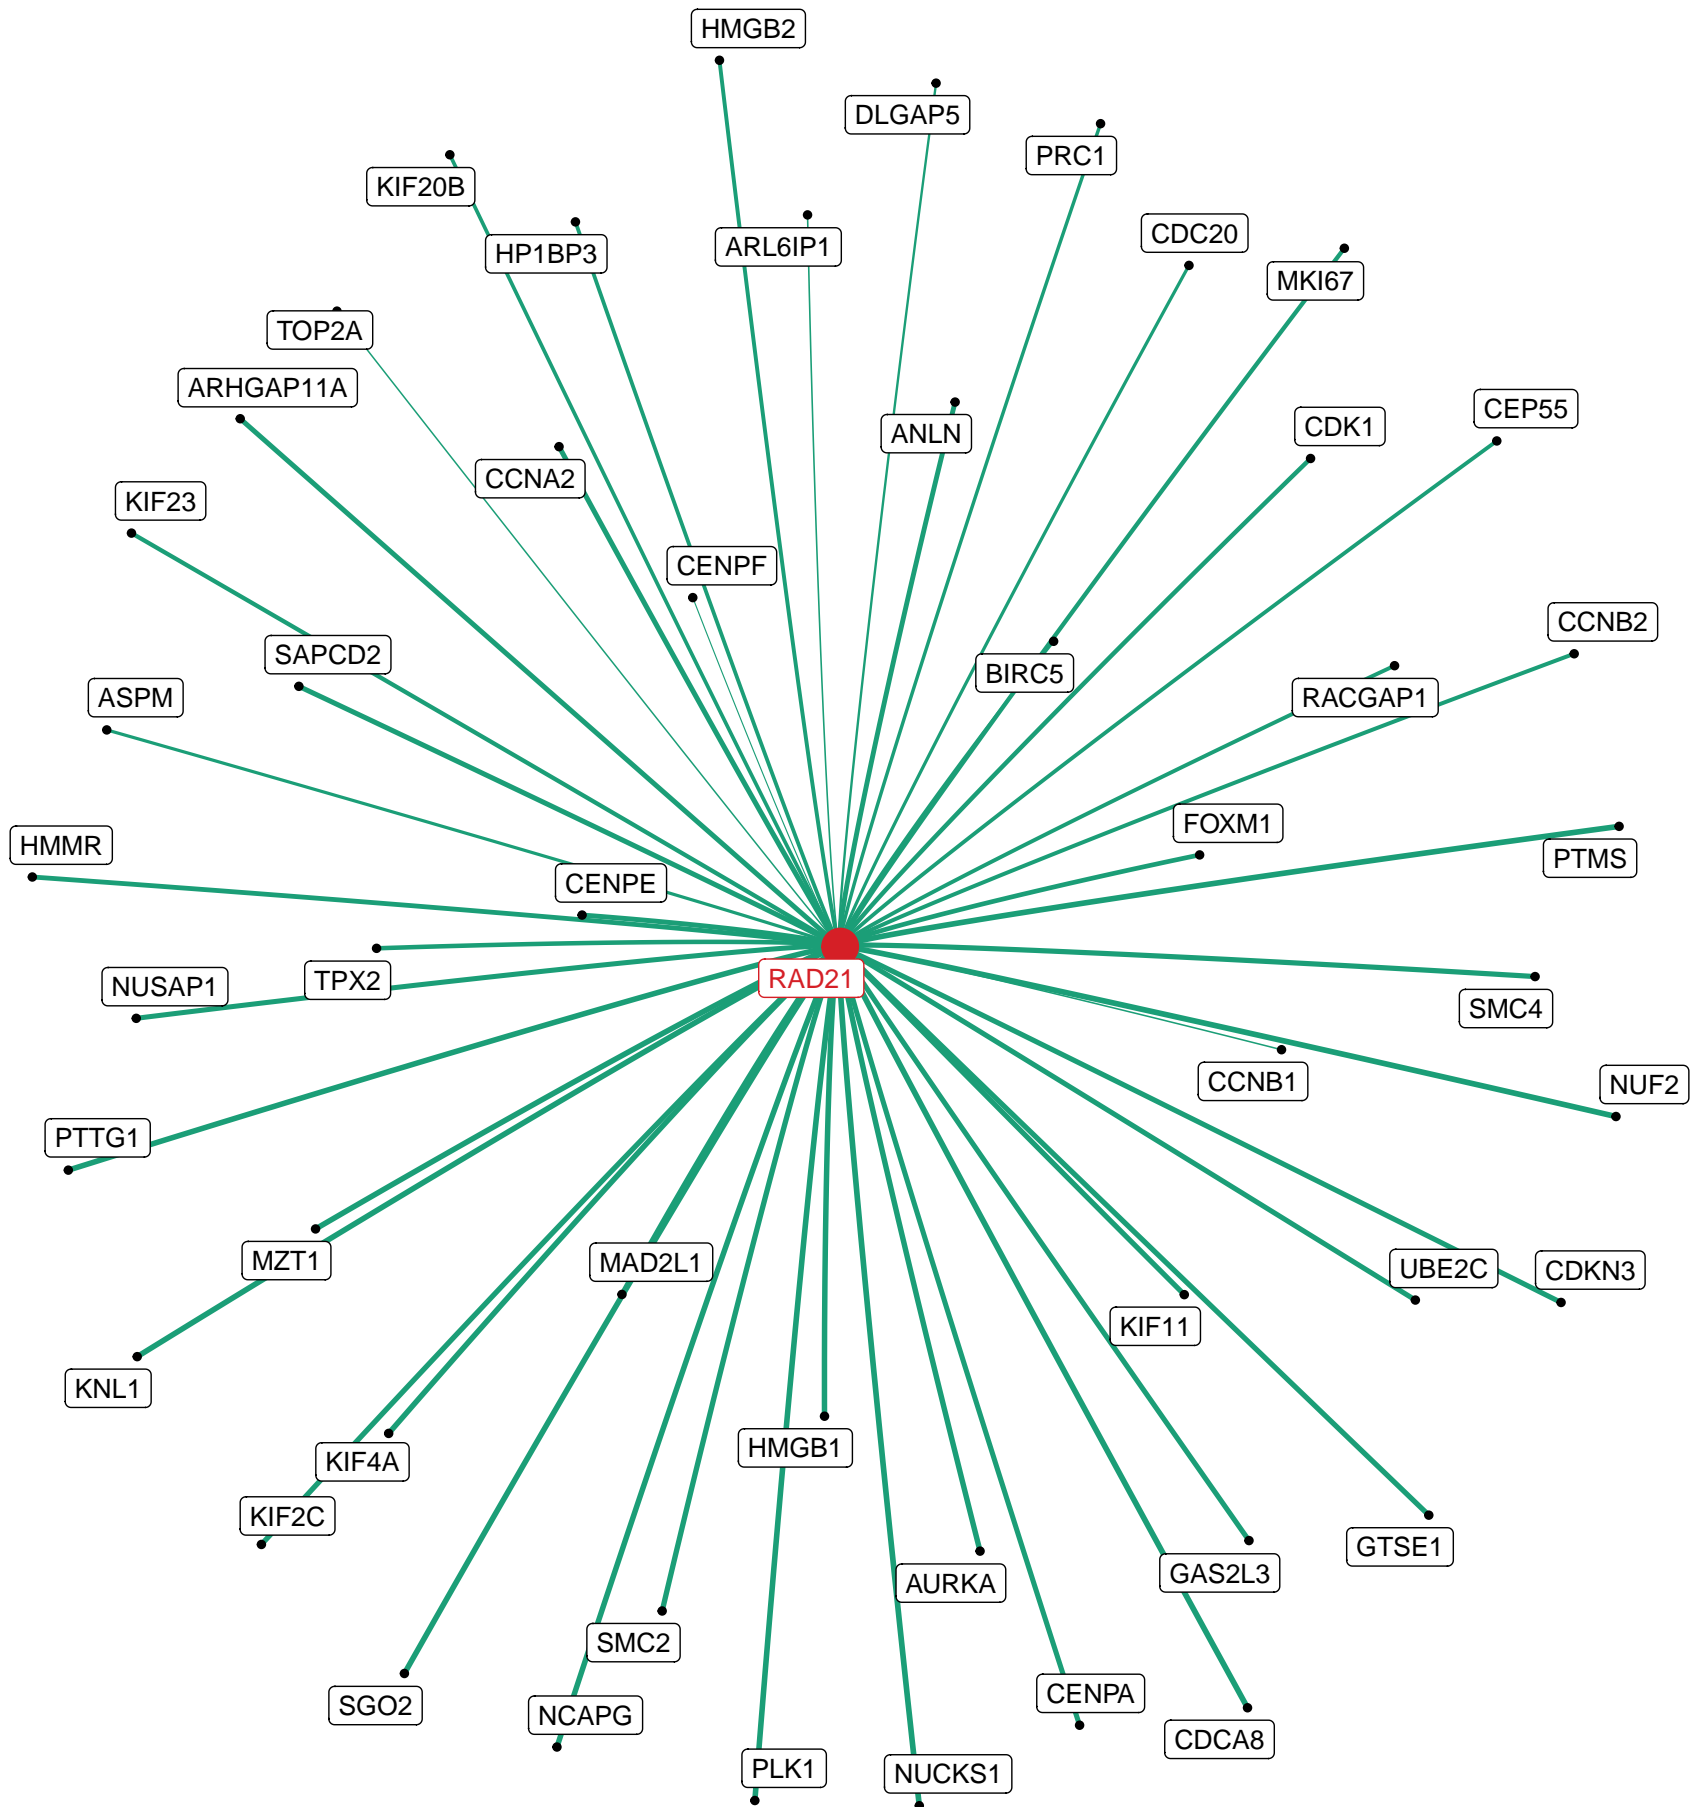 HMGB2
DLGAP5
PRC1
KIF20B
CDC20
HP1BP3
ARL6IP1
MKI67
TOP2A
ARHGAP11A
CEP55
CDK1
ANLN
CCNA2
KIF23
CENPF
CCNB2
SAPCD2
BIRC5
ASPM
RACGAP1
FOXM1
HMMR
PTMS
CENPE
RAD21
TPX2
NUSAP1
SMC4
CCNB1
NUF2
PTTG1
MZT1
MAD2L1
UBE2C
CDKN3
KIF11
KNL1
HMGB1
KIF4A
KIF2C
GTSE1
GAS2L3
AURKA
SMC2
CENPA
SGO2
NCAPG
CDCA8
PLK1
NUCKS1